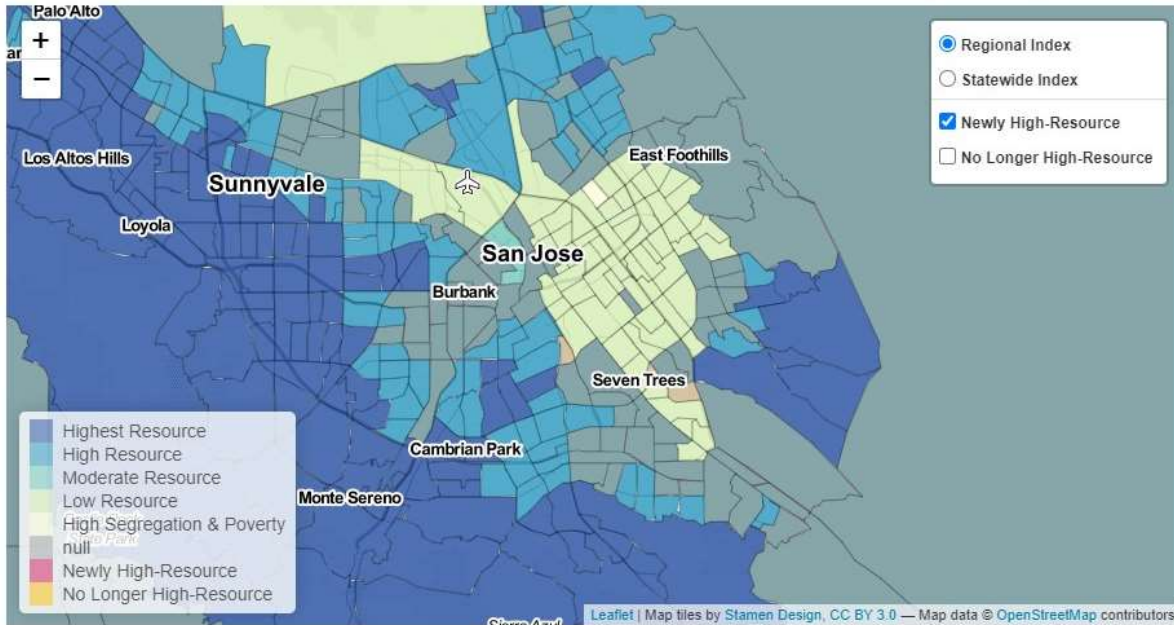 Palo Alto
+
−
Los Altos Hills
Sunnyvale
Loyola
East Foothills
San Jose
Burbank
Seven Trees
Cambrian Park
Monte Sereno
Regional Index
Statewide Index
Newly High-Resource
No Longer High-Resource
Highest Resource
High Resource
Moderate Resource
Low Resource
High Segregation & Poverty
null
Newly High-Resource
No Longer High-Resource
Leaflet | Map tiles by Stamen Design, CC BY 3.0 — Map data © OpenStreetMap contributors